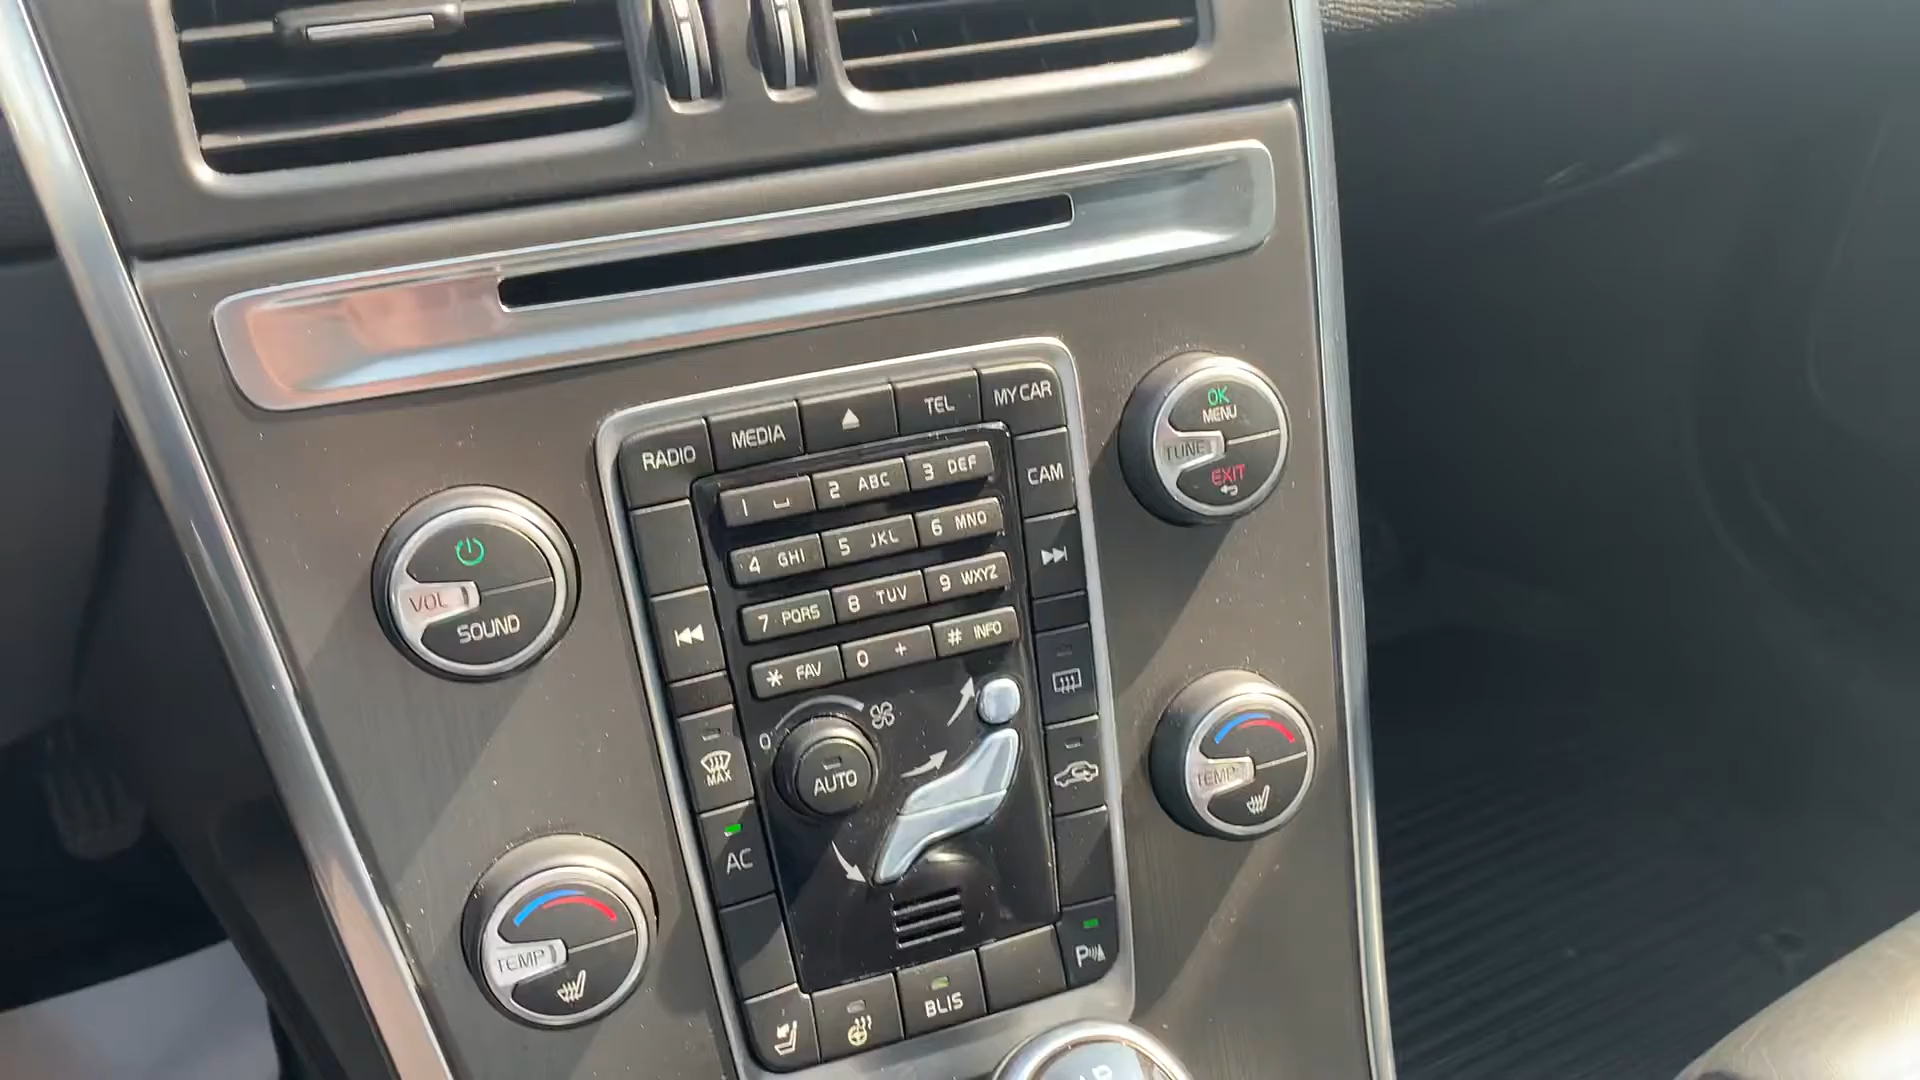 RADIO
MEDIA
TEL
MY CAR
CAM
1
2 ABC
3 DEF
4 GHI
5 JKL
6 MNO
7 PQRS
8 TUV
9 WXYZ
* FAV
0 +
# INFO
OK
MENU
TUNE
EXIT
VOL
SOUND
0
AUTO
MAX
AC
TEMP
TEMP
BLIS
P